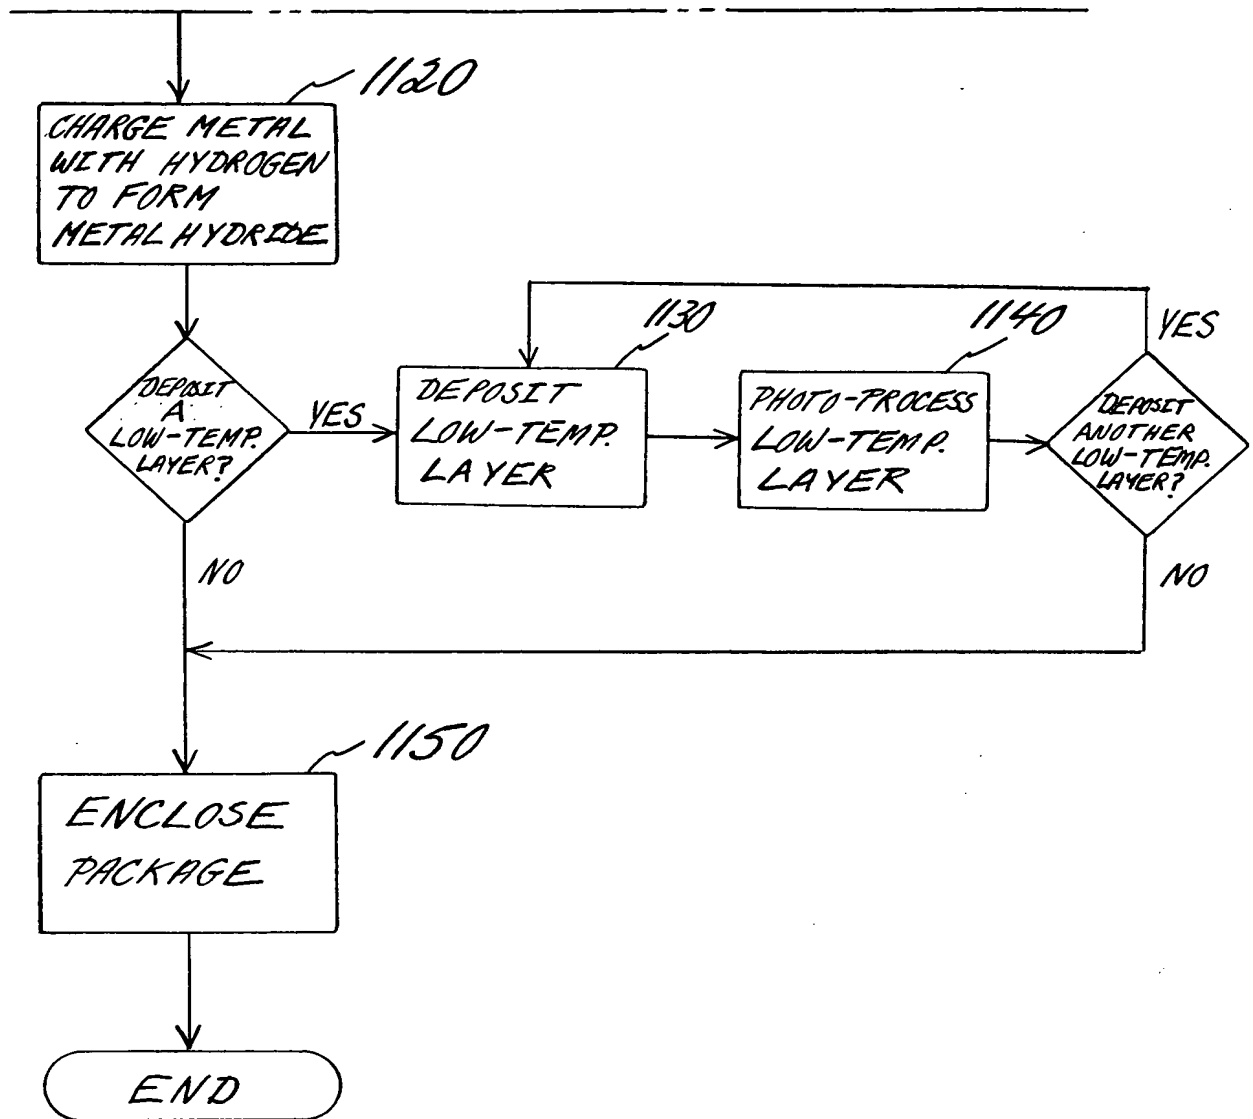 1120
CHARGE METAL
WITH HYDROGEN
TO FORM
METAL HYDRIDE
DEPOSIT
A
LOW-TEMP.
LAYER?
YES
1130
DEPOSIT
LOW-TEMP.
LAYER
1140
PHOTO-PROCESS
LOW-TEMP.
LAYER
YES
DEPOSIT
ANOTHER
LOW-TEMP.
LAYER?
NO
NO
1150
ENCLOSE
PACKAGE
END